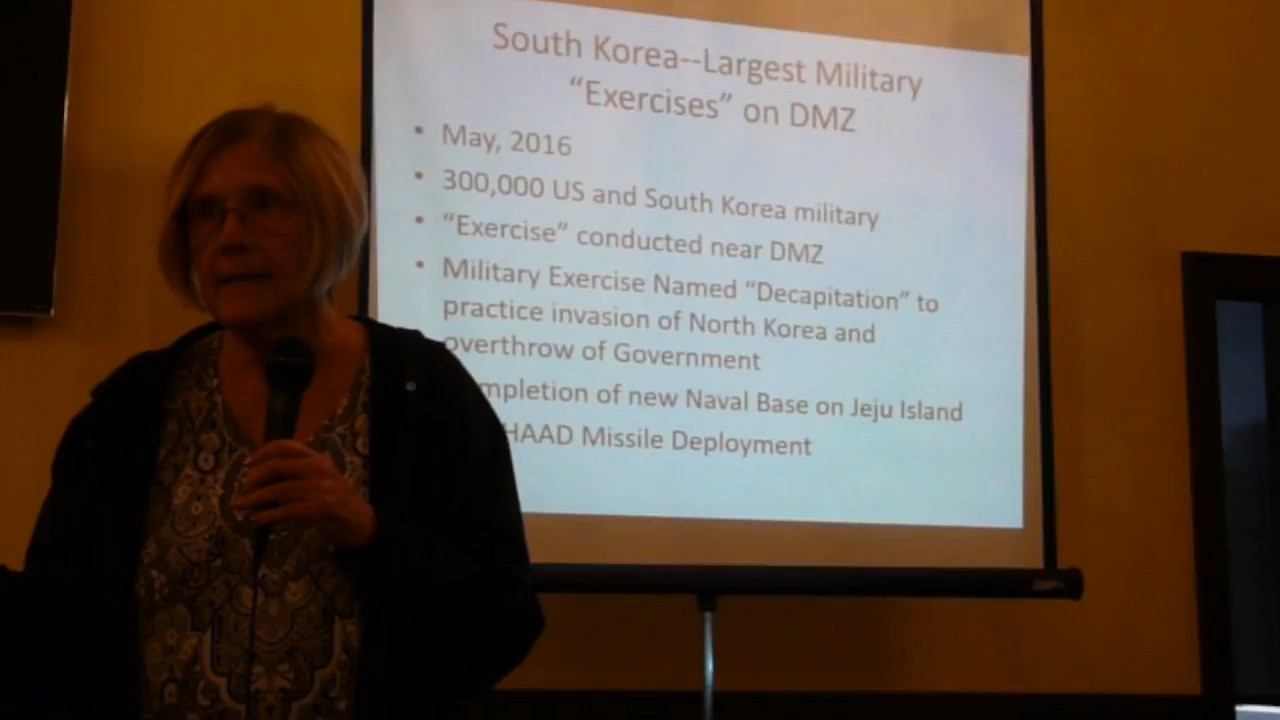 South Korea--Largest Military
“Exercises” on DMZ
• May, 2016
• 300,000 US and South Korea military
• “Exercise” conducted near DMZ
• Military Exercise Named “Decapitation” to
practice invasion of North Korea and
overthrow of Government
mpletion of new Naval Base on Jeju Island
HAAD Missile Deployment